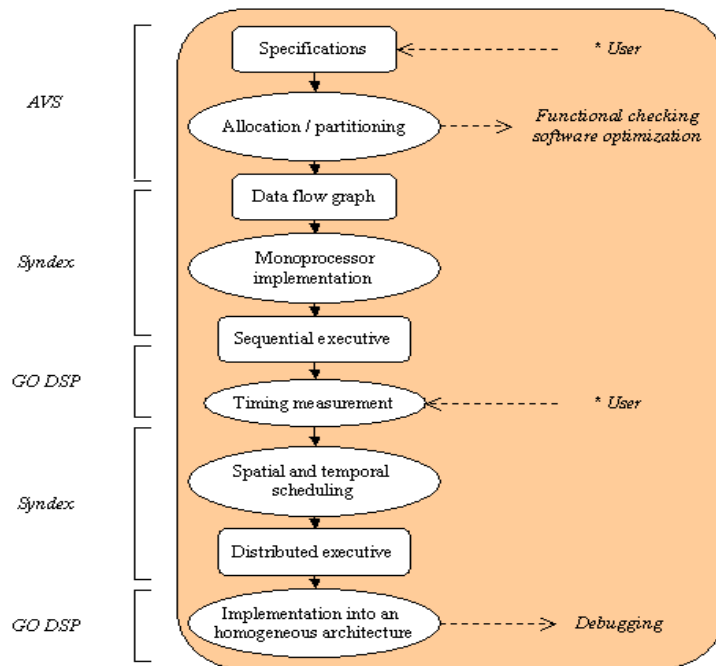 Specifications
* User
AVS
Allocation / partitioning
Functional checking
software optimization
Data flow graph
Syndex
Monoprocessor
implementation
Sequential executive
GO DSP
Timing measurement
* User
Spatial and temporal
scheduling
Syndex
Distributed executive
GO DSP
Implementation into an
homogeneous architecture
Debugging